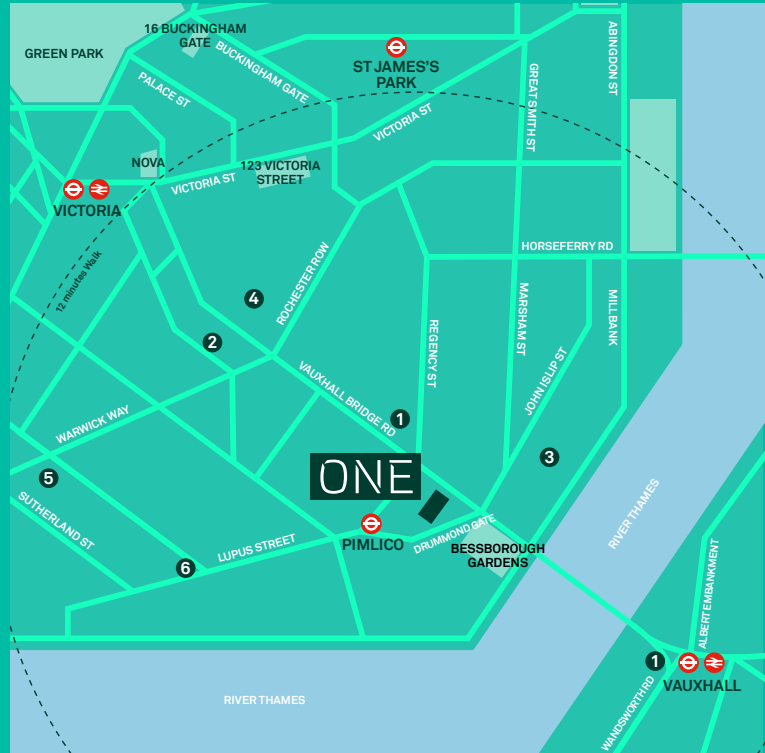 16 BUCKINGHAM
GATE
GREEN PARK
BUCKINGHAM GATE
ST JAMES'S
PARK
ABINGDON ST
PALACE ST
GREAT SMITH ST
VICTORIA ST
NOVA
123 VICTORIA
STREET
VICTORIA ST
VICTORIA
HORSEFERRY RD
12 minutes Walk
ROCHESTER ROW
4
MARSHAM ST
MILLBANK
REGENCY ST
2
JOHN ISLIP ST
VAUXHALL BRIDGE RD
WARWICK WAY
1
3
ONE
5
SUTHERLAND ST
RIVER THAMES
PIMLICO
DRUMMOND GATE
LUPUS STREET
BESSBOROUGH
GARDENS
6
ALBERT EMBANKMENT
1
VAUXHALL
WANDSWORTH RD
RIVER THAMES